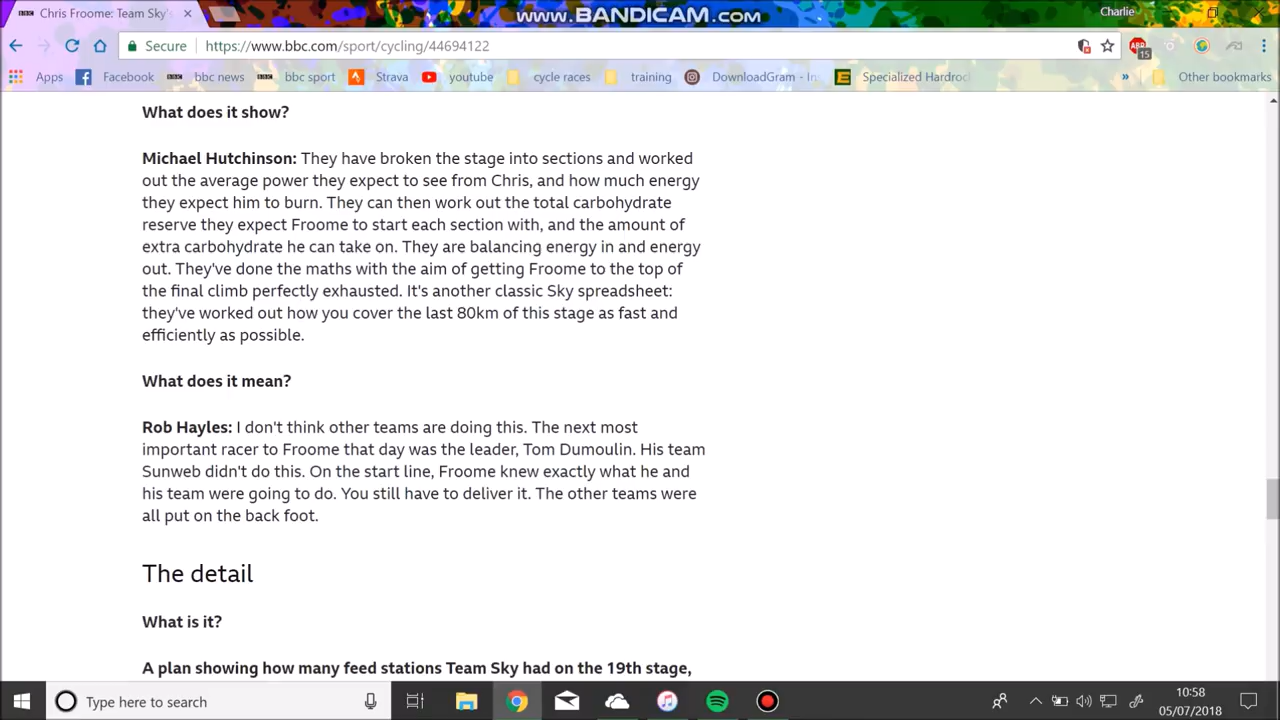 Chris Froome: Team Sky's
www.BANDICAM.com
Charlie
Secure
https://www.bbc.com/sport/cycling/44694122
ABP
15
Apps
Facebook
bbc news
bbc sport
Strava
youtube
cycle races
training
DownloadGram - In
Specialized Hardroc
»
Other bookmarks
What does it show?
Michael Hutchinson: They have broken the stage into sections and worked
out the average power they expect to see from Chris, and how much energy
they expect him to burn. They can then work out the total carbohydrate
reserve they expect Froome to start each section with, and the amount of
extra carbohydrate he can take on. They are balancing energy in and energy
out. They've done the maths with the aim of getting Froome to the top of
the final climb perfectly exhausted. It's another classic Sky spreadsheet:
they've worked out how you cover the last 80km of this stage as fast and
efficiently as possible.
What does it mean?
Rob Hayles: I don't think other teams are doing this. The next most
important racer to Froome that day was the leader, Tom Dumoulin. His team
Sunweb didn't do this. On the start line, Froome knew exactly what he and
his team were going to do. You still have to deliver it. The other teams were
all put on the back foot.
The detail
What is it?
A plan showing how many feed stations Team Sky had on the 19th stage,
Type here to search
10:58
05/07/2018